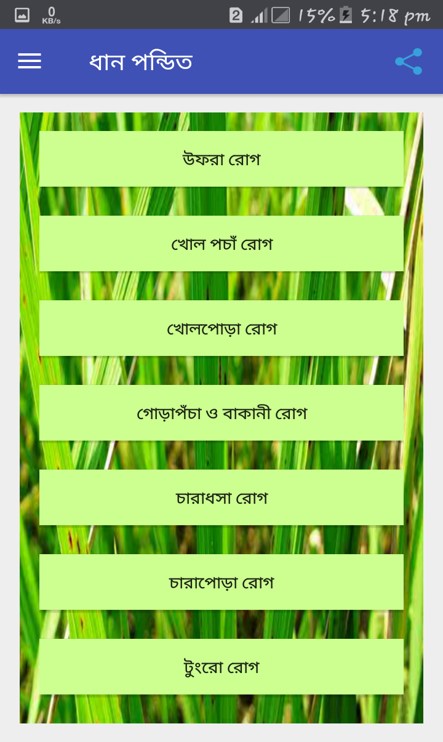 0
KB/s
2
15%
5:18 pm
ধান পন্ডিত
উফরা রোগ
খোল পচাঁ রোগ
খোলপোড়া রোগ
গোড়াপঁচা ও বাকানী রোগ
চারাধসা রোগ
চারাপোড়া রোগ
টুংরো রোগ